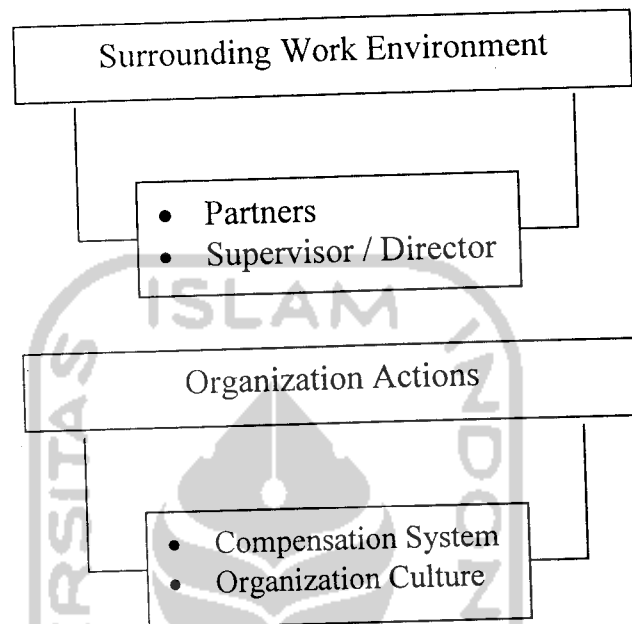 Surrounding Work Environment
• Partners
• Supervisor / Director
ISLAM
Organization Actions
• Compensation System
• Organization Culture